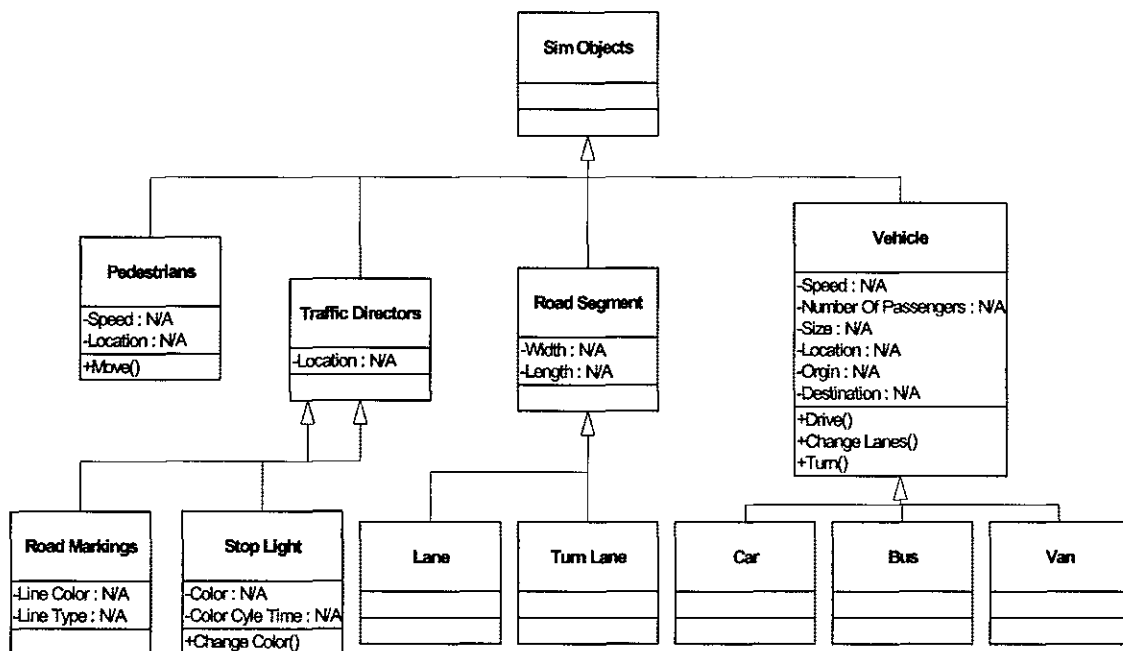 Sim Objects
Pedestrians
-Speed : N/A
-Location : N/A
+Move()
Traffic Directors
-Location : N/A
Road Segment
-Width : N/A
-Length : N/A
Vehicle
-Speed : N/A
-Number Of Passengers : N/A
-Size : N/A
-Location : N/A
-Orgin : N/A
-Destination : N/A
+Drive()
+Change Lanes()
+Turn()
Road Markings
-Line Color : N/A
-Line Type : N/A
Stop Light
-Color : N/A
-Color Cyle Time : N/A
+Change Color()
Lane
Turn Lane
Car
Bus
Van